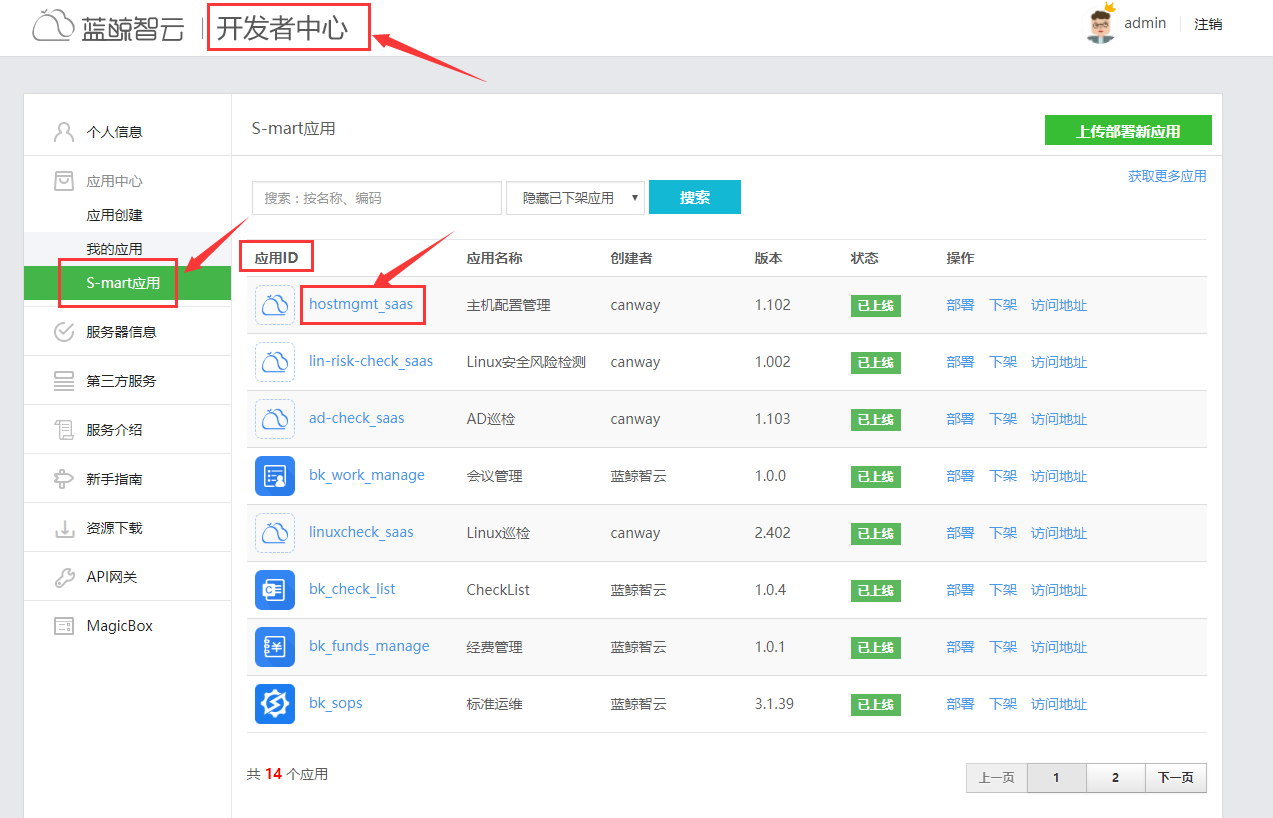 蓝鲸智云 | 开发者中心
admin
注销
个人信息
应用中心
应用创建
我的应用
S-mart应用
服务器信息
第三方服务
服务介绍
新手指南
资源下载
API网关
MagicBox
S-mart应用
上传部署新应用
获取更多应用
搜索：按名称、编码
隐藏已下架应用
搜索
应用ID 应用名称 创建者 版本 状态 操作
hostmgmt_saas 主机配置管理 canway 1.102 已上线 部署 下架 访问地址
lin-risk-check_saas Linux安全风险检测 canway 1.002 已上线 部署 下架 访问地址
ad-check_saas AD巡检 canway 1.103 已上线 部署 下架 访问地址
bk_work_manage 会议管理 蓝鲸智云 1.0.0 已上线 部署 下架 访问地址
linuxcheck_saas Linux巡检 canway 2.402 已上线 部署 下架 访问地址
bk_check_list CheckList 蓝鲸智云 1.0.4 已上线 部署 下架 访问地址
bk_funds_manage 经费管理 蓝鲸智云 1.0.1 已上线 部署 下架 访问地址
bk_sops 标准运维 蓝鲸智云 3.1.39 已上线 部署 下架 访问地址
共 14 个应用
上一页 1 2 下一页